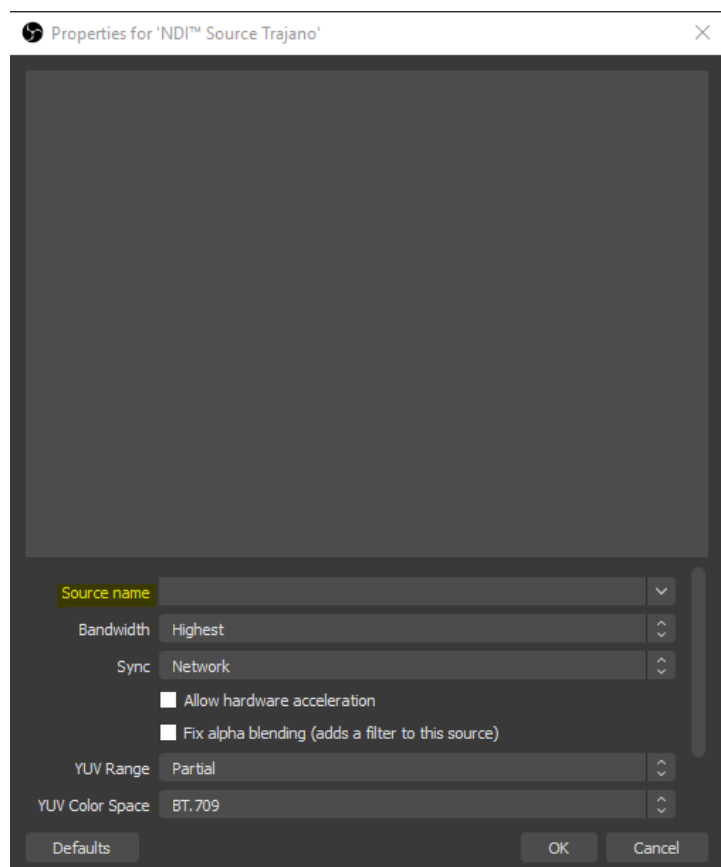 Properties for 'NDI™ Source Trajano'
Source name
Bandwidth Highest
Sync Network
Allow hardware acceleration
Fix alpha blending (adds a filter to this source)
YUV Range Partial
YUV Color Space BT.709
Defaults OK Cancel